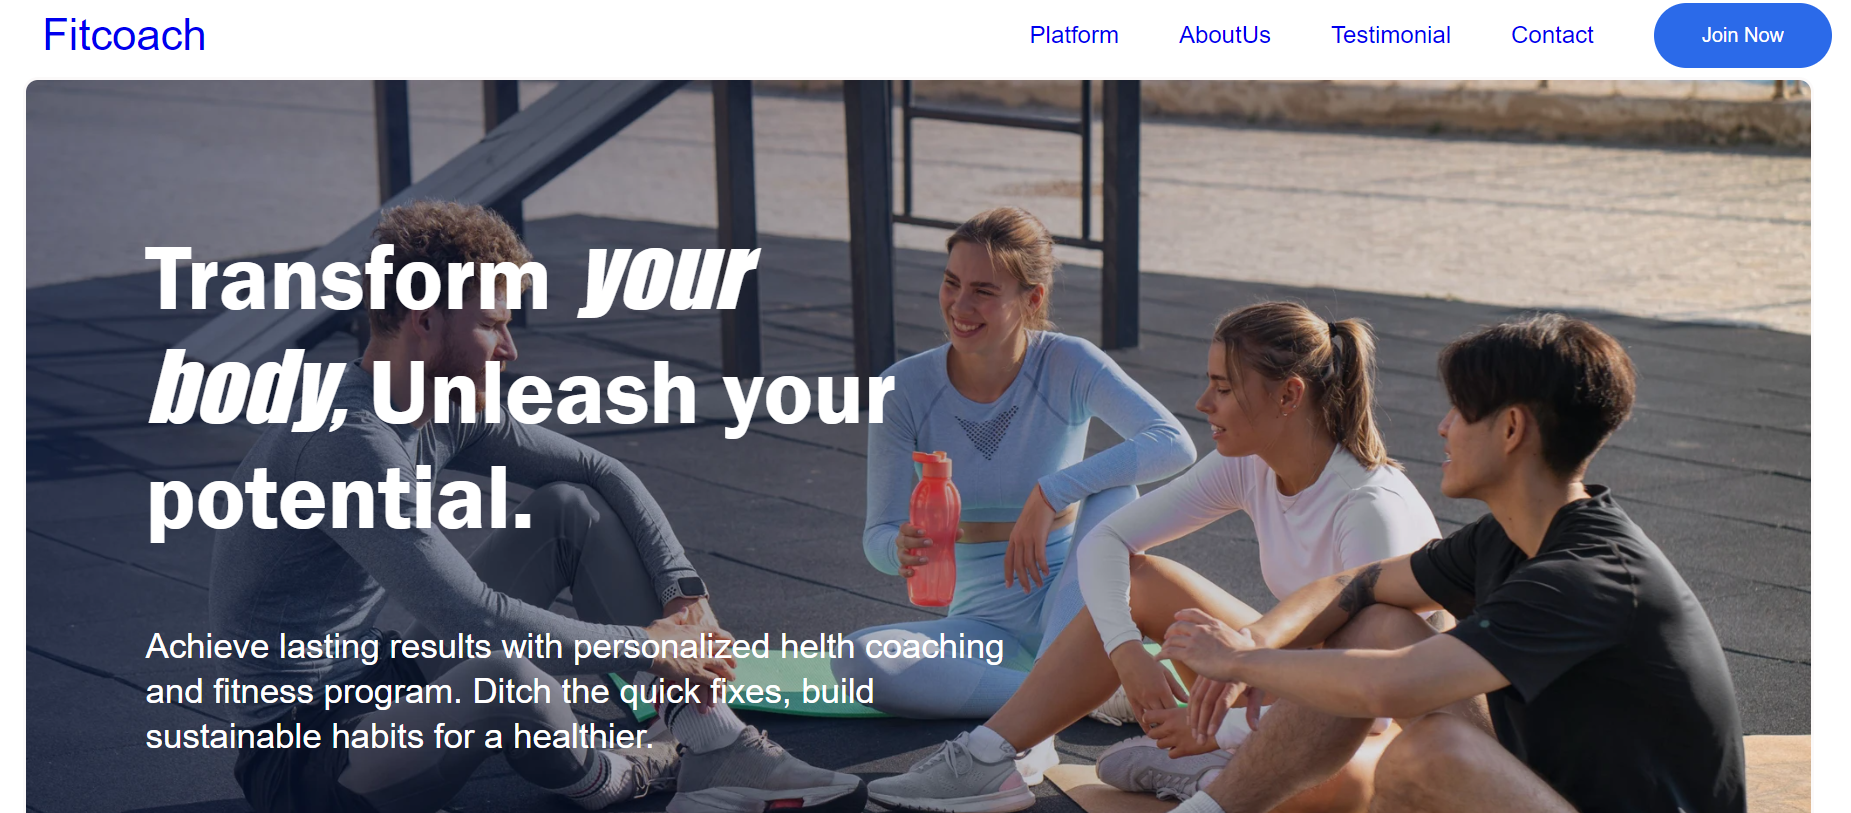 Fitcoach
Platform AboutUs Testimonial Contact Join Now
Transform your
body, Unleash your
potential.
Achieve lasting results with personalized helth coaching
and fitness program. Ditch the quick fixes, build
sustainable habits for a healthier.